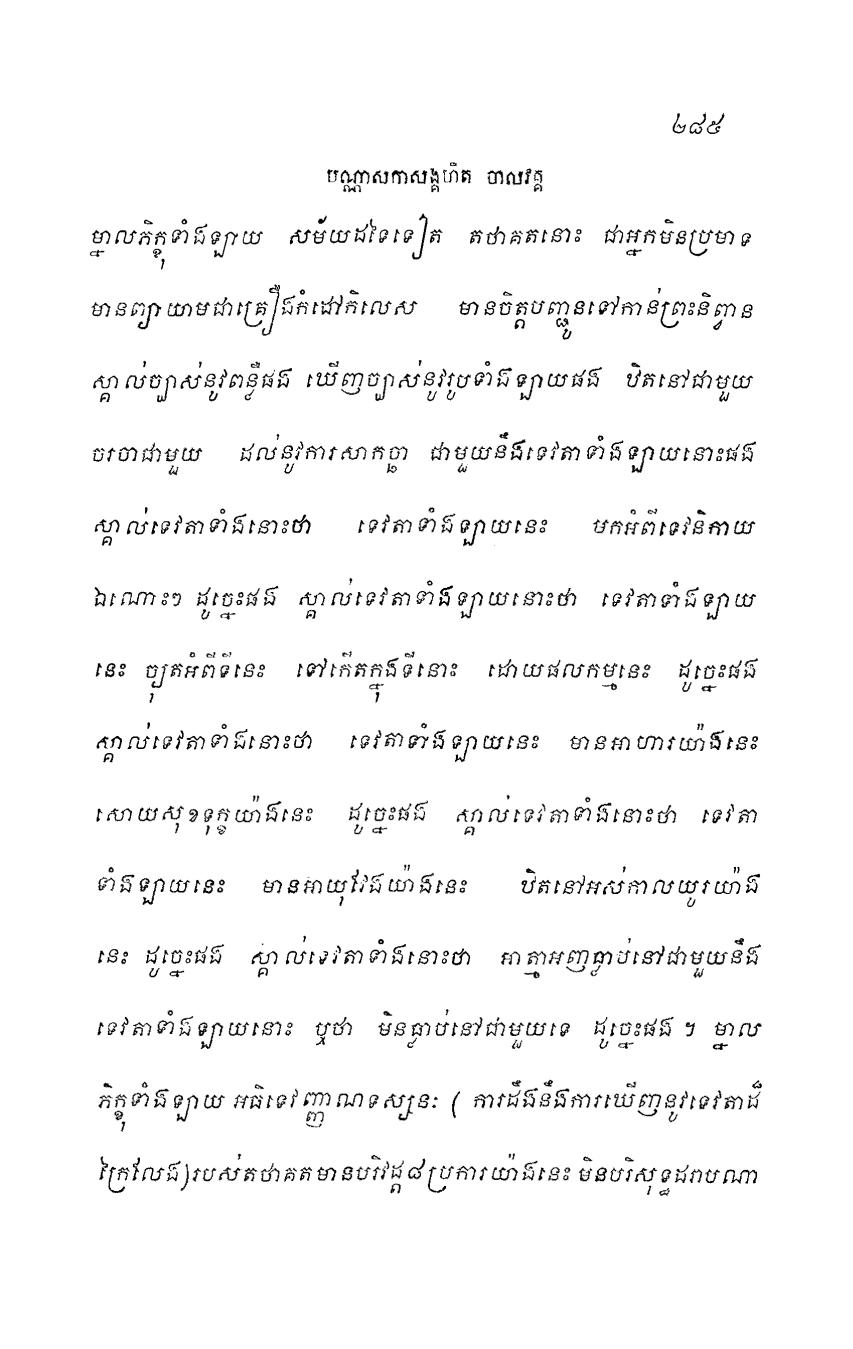 ២៨៥
បណ្ណាសកាសង្គហិត ចាលវគ្គ
ម្នាលភិក្ខុទាំងឡាយ សម័យដទៃទៀត តថាគតនោះ ជាអ្នកមិនប្រមាទ
មានព្យាយាមជាគ្រឿងកំដៅកិលេស មានចិត្តបញ្ជូនទៅកាន់ព្រះនិព្វាន
ស្គាល់ច្បាស់នូវពន្លឺផង ឃើញច្បាស់នូវរូបទាំងឡាយផង ឋិតនៅជាមួយ
ចរចាជាមួយ ដល់នូវការសាកច្ឆា ជាមួយនឹងទេវតាទាំងឡាយនោះផង
ស្គាល់ទេវតាទាំងនោះថា ទេវតាទាំងឡាយនេះ មកអំពីទេវនិកាយ
ឯណោះៗ ដូច្នេះផង ស្គាល់ទេវតាទាំងឡាយនោះថា ទេវតាទាំងឡាយ
នេះ ច្យុតអំពីទីនេះ ទៅកើតក្នុងទីនោះ ដោយផលកម្មនេះ ដូច្នេះផង
ស្គាល់ទេវតាទាំងនោះថា ទេវតាទាំងឡាយនេះ មានអាហារយ៉ាងនេះ
សោយសុខទុក្ខយ៉ាងនេះ ដូច្នេះផង ស្គាល់ទេវតាទាំងនោះថា ទេវតា
ទាំងឡាយនេះ មានអាយុវែងយ៉ាងនេះ ឋិតនៅអស់កាលយូរយ៉ាង
នេះ ដូច្នេះផង ស្គាល់ទេវតាទាំងនោះថា អាត្មាអញធ្លាប់នៅជាមួយនឹង
ទេវតាទាំងឡាយនោះ ឬថា មិនធ្លាប់នៅជាមួយទេ ដូច្នេះផង ។ ម្នាល
ភិក្ខុទាំងឡាយ អធិទេវញ្ញាណទស្សនៈ ( ការដឹងនឹងការឃើញនូវទេវតាដ៏
ក្រៃលែង)របស់តថាគតមានបរិវដ្ត៨ប្រការយ៉ាងនេះ មិនបរិសុទ្ធដរាបណា